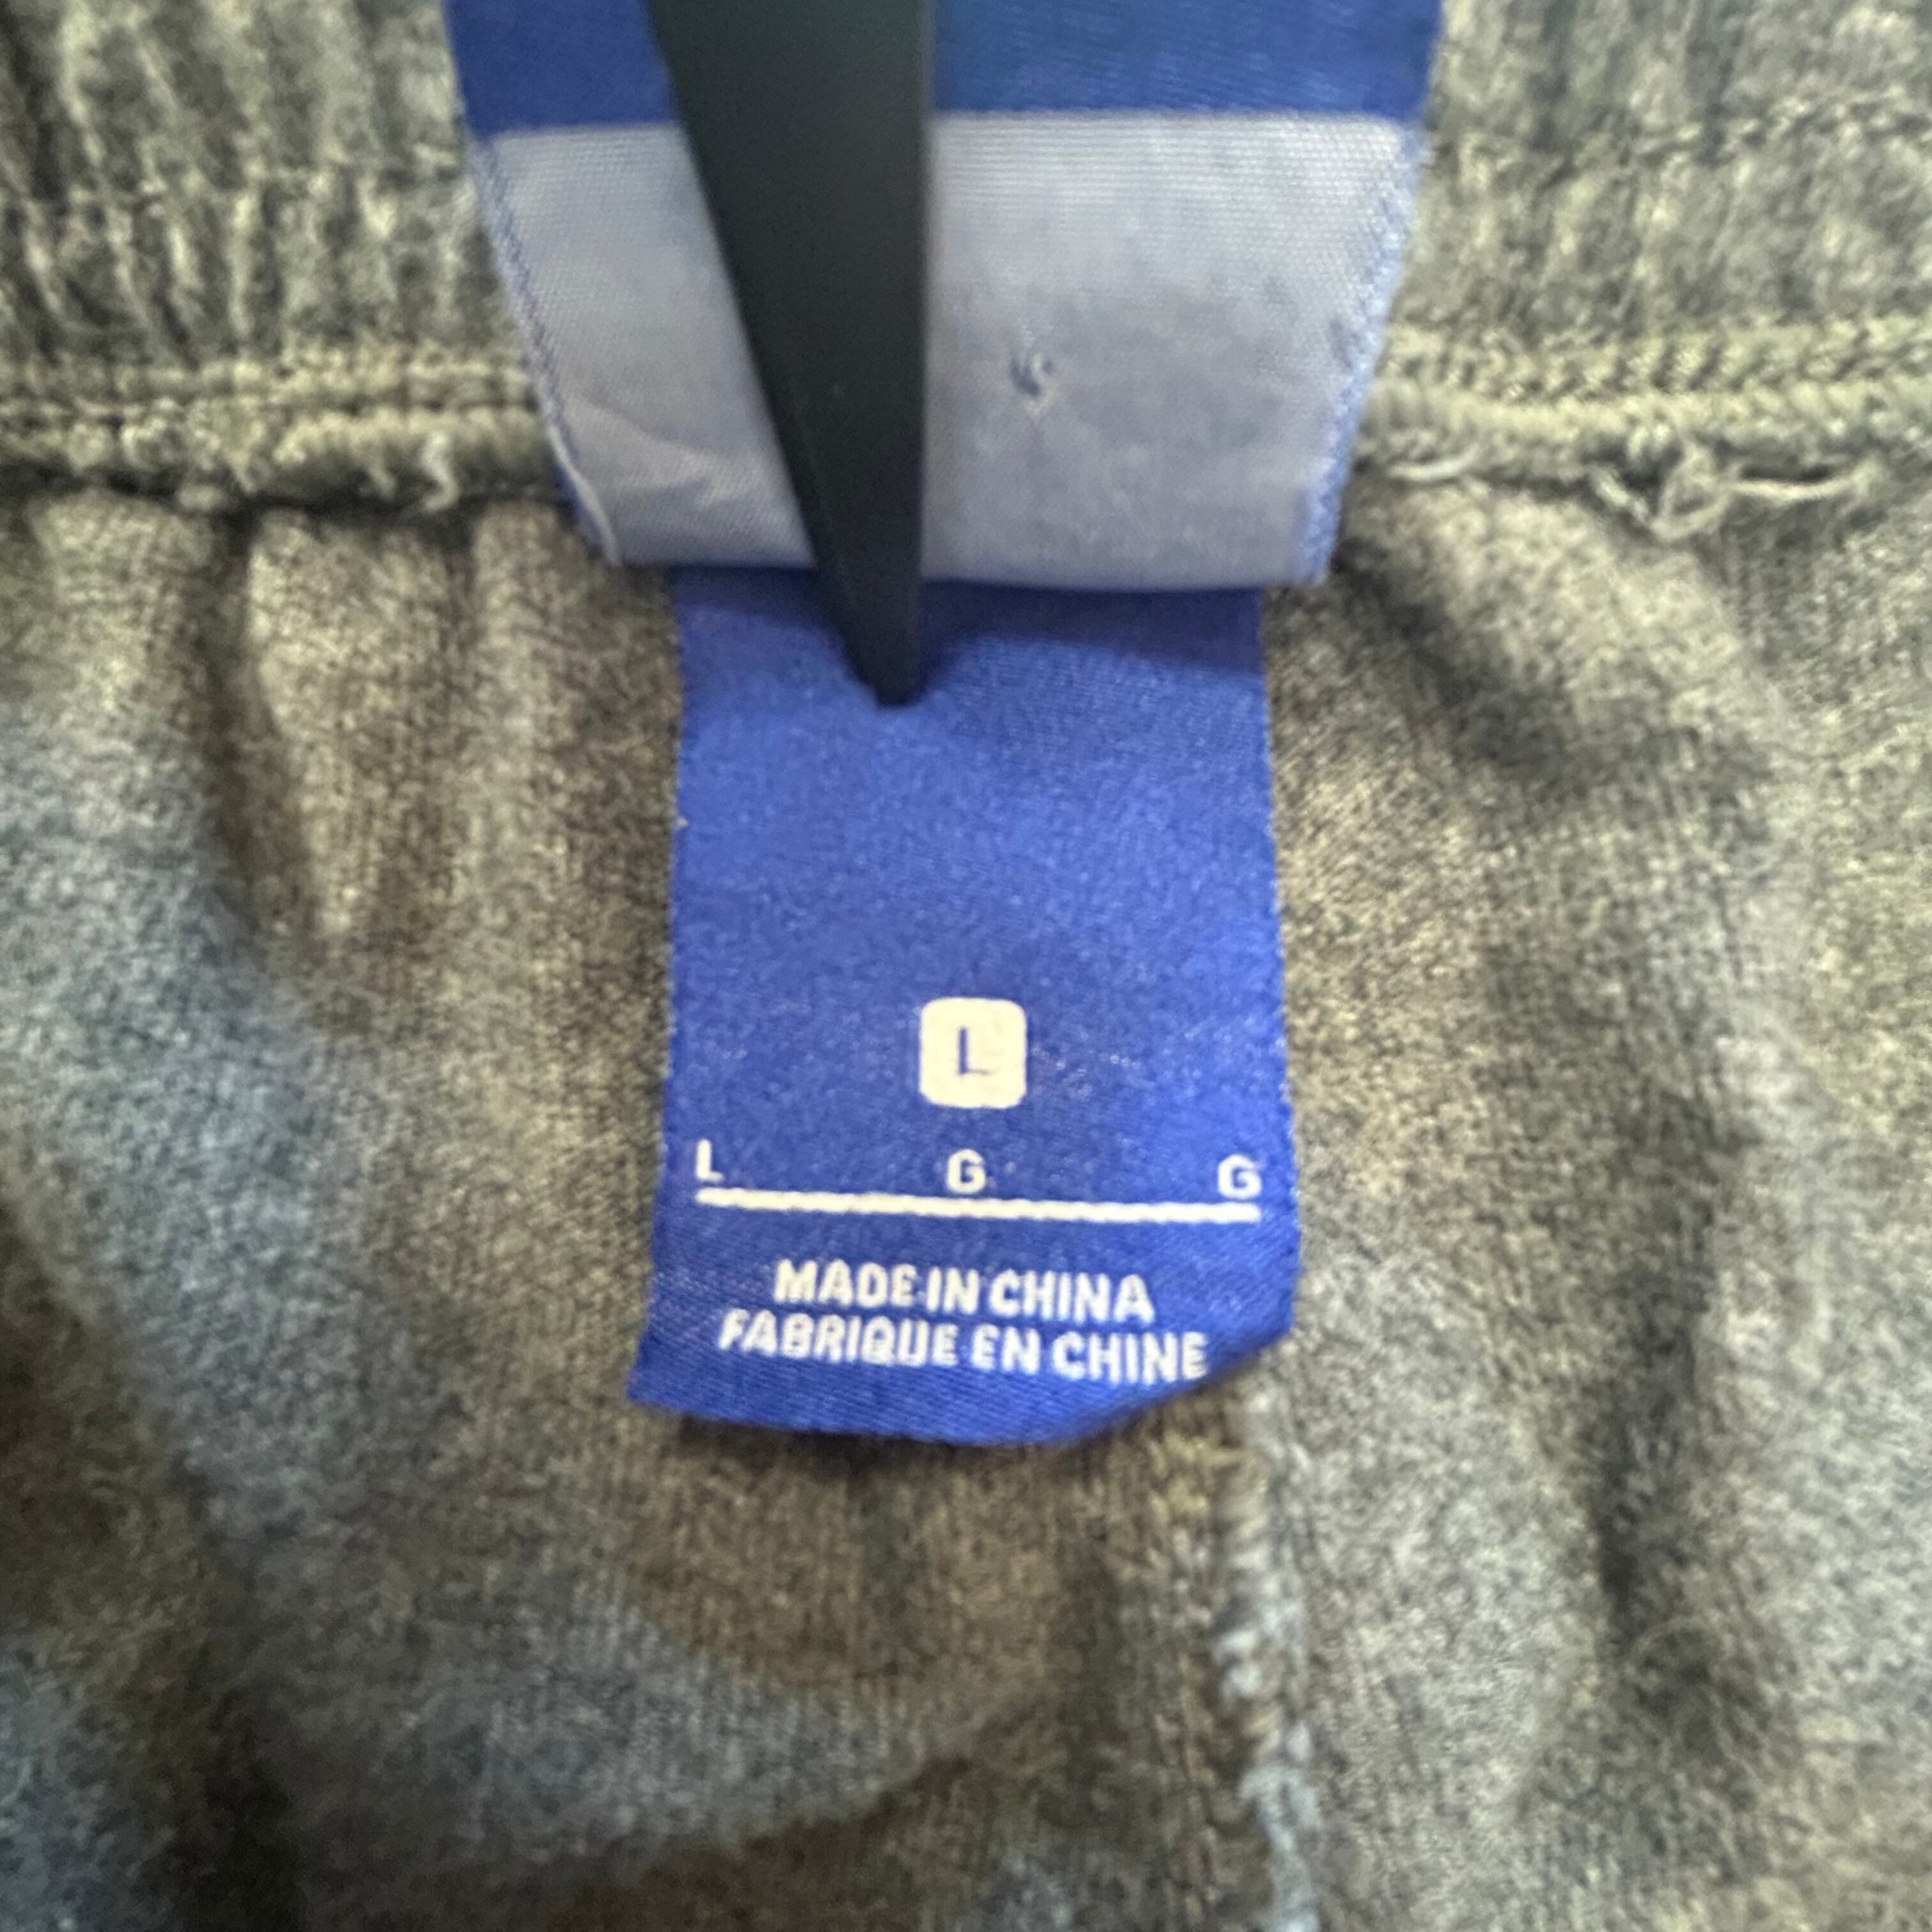 L
L G G
MADE IN CHINA
FABRIQUE EN CHINE